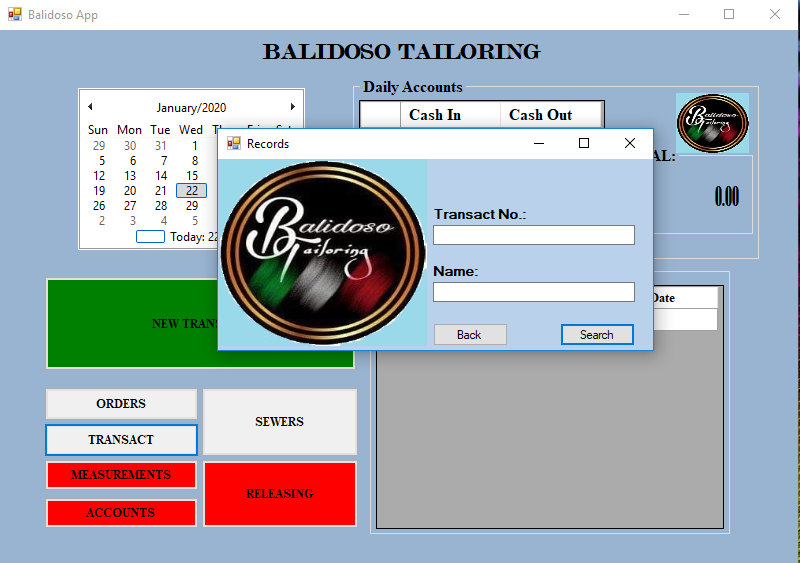 Balidoso App
BALIDOSO TAILORING
January/2020
Sun Mon Tue Wed
29 30 31 1
5 6 7 8
12 13 14 15
19 20 21 22
26 27 28 29
2 3 4 5
Today: 22
Daily Accounts
Cash In Cash Out
Balidoso
Tailoring
AL:
0.00
Records
Balidoso
Tailoring
Transact No.:
Name:
Back Search
Date
NEW TRANS
ORDERS
SEWERS
TRANSACT
MEASUREMENTS
RELEASING
ACCOUNTS